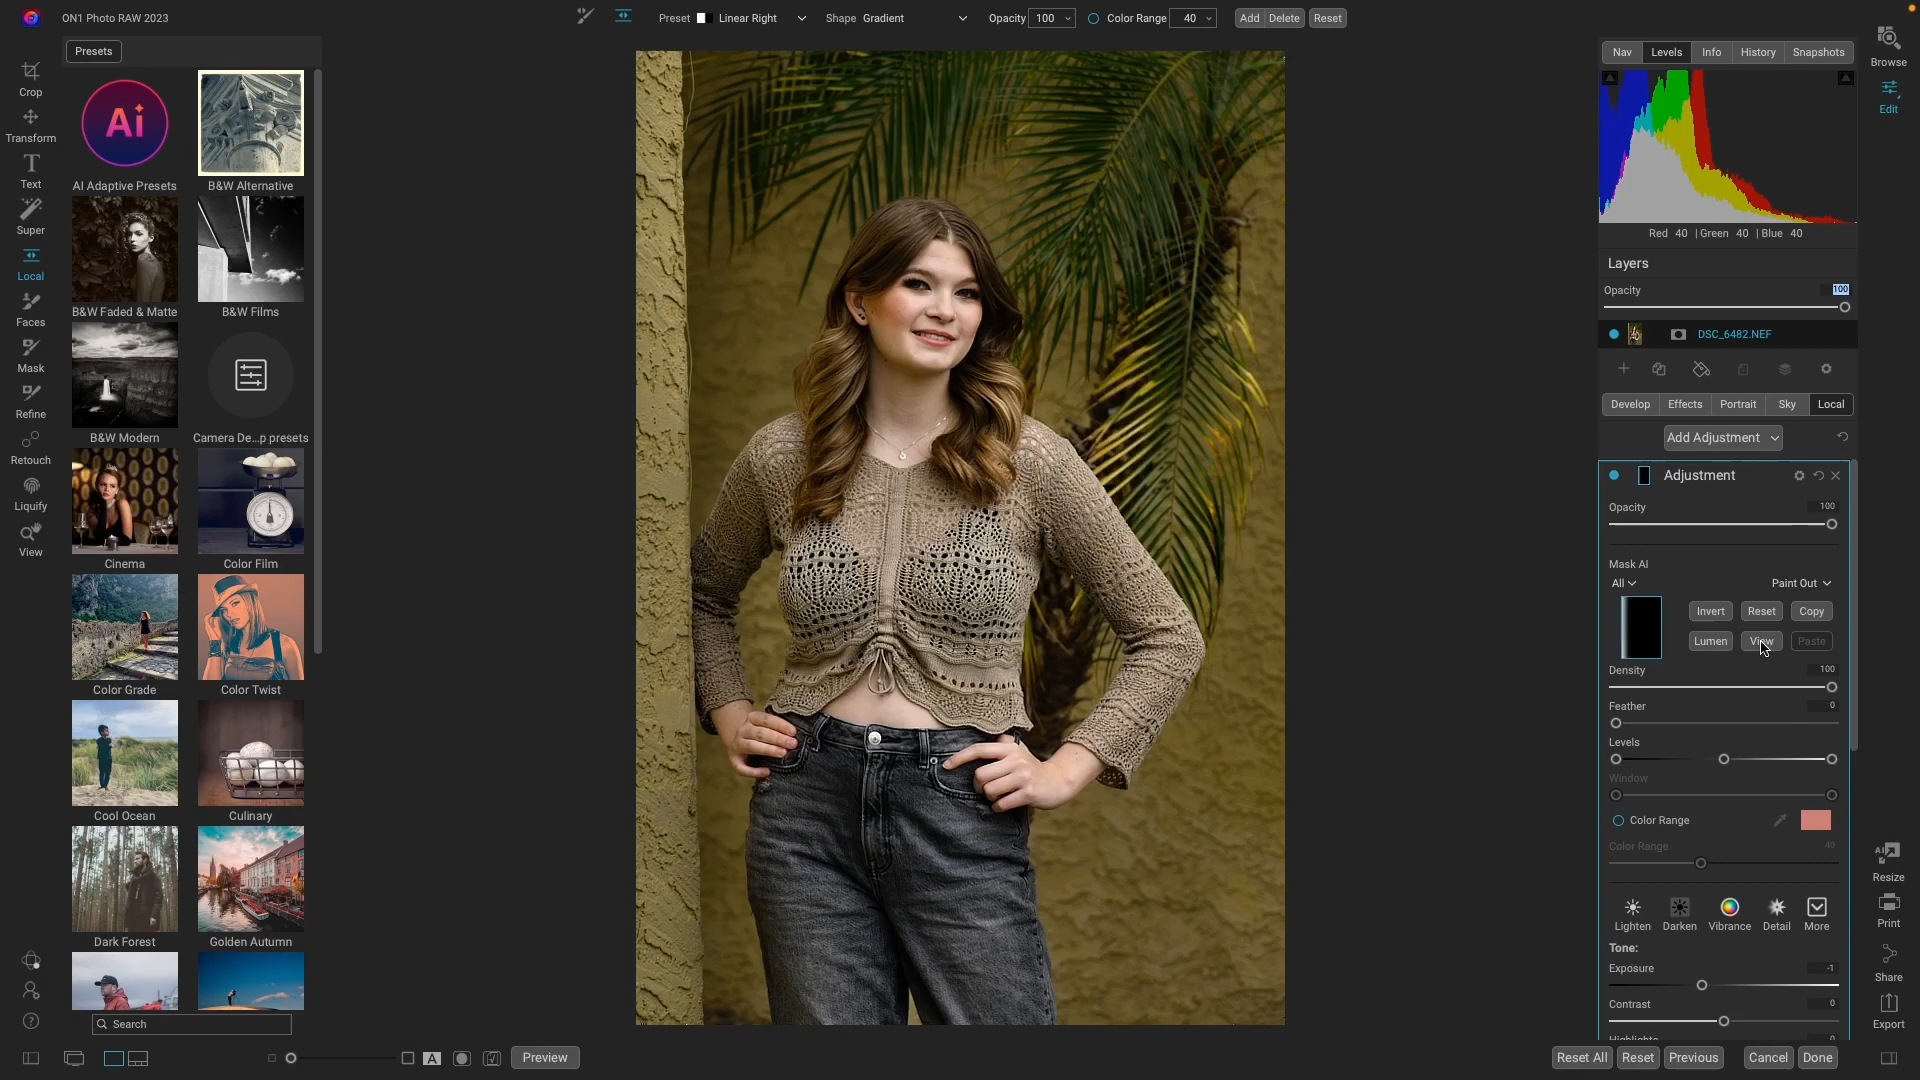 ON1 Photo RAW 2023
Preset Linear Right Shape Gradient Opacity 100 Color Range 40 Add Delete Reset
Presets
Crop
Transform
Text
Super
Local
Faces
Mask
Refine
Retouch
Liquify
View
Ai
AI Adaptive Presets
B&W Alternative
B&W Faded & Matte
B&W Films
B&W Modern
Camera De...p presets
Cinema
Color Film
Color Grade
Color Twist
Cool Ocean
Culinary
Dark Forest
Golden Autumn
Search
A
Preview
Nav Levels Info History Snapshots
Red 40 | Green 40 | Blue 40
Layers
Opacity 100
DSC_6482.NEF
Develop Effects Portrait Sky Local
Add Adjustment
Adjustment
Opacity 100
Mask AI
All Paint Out
Invert Reset Copy
Lumen View Paste
Density 100
Feather 0
Levels
Window
Color Range
Color Range 40
Lighten Darken Vibrance Detail More
Tone:
Exposure -1
Contrast 0
Highlights 0
Reset All Reset Previous Cancel Done
Browse
Edit
AI
Resize
Print
Share
Export